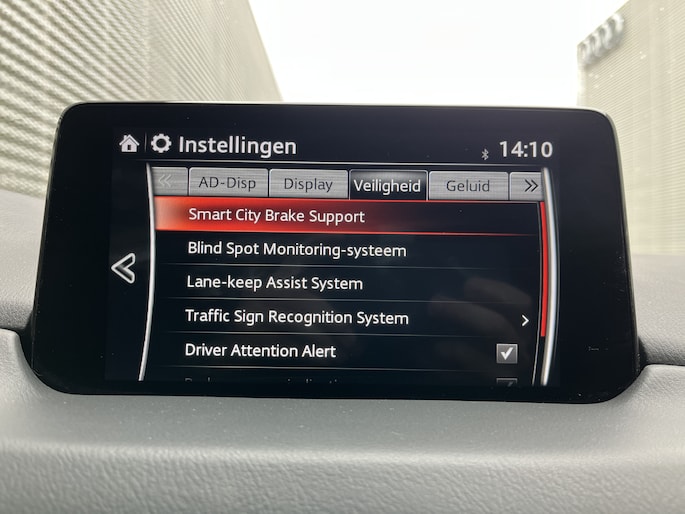 Instellingen
14:10
AD-Disp
Display
Veiligheid
Geluid
Smart City Brake Support
Blind Spot Monitoring-systeem
Lane-keep Assist System
Traffic Sign Recognition System
Driver Attention Alert